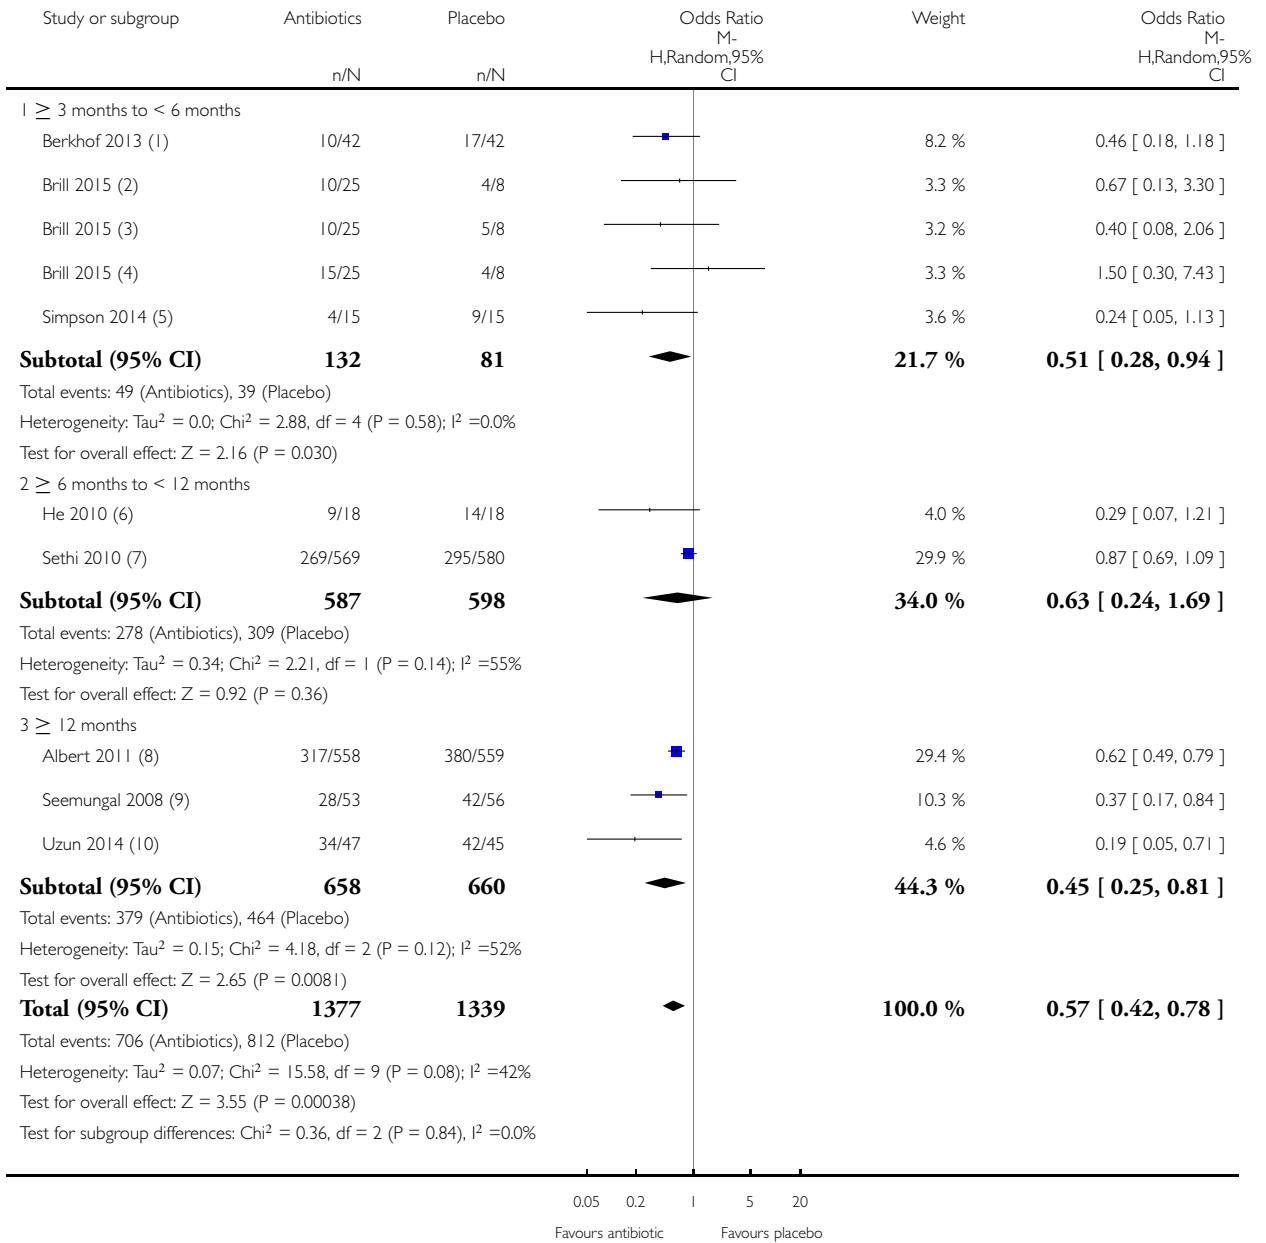 Study or subgroup Antibiotics Placebo Odds Ratio Weight Odds Ratio
M- M-
H,Random,95% H,Random,95%
n/N n/N CI CI
1 ≥ 3 months to < 6 months
Berkhof 2013 (1) 10/42 17/42 8.2 % 0.46 [ 0.18, 1.18 ]
Brill 2015 (2) 10/25 4/8 3.3 % 0.67 [ 0.13, 3.30 ]
Brill 2015 (3) 10/25 5/8 3.2 % 0.40 [ 0.08, 2.06 ]
Brill 2015 (4) 15/25 4/8 3.3 % 1.50 [ 0.30, 7.43 ]
Simpson 2014 (5) 4/15 9/15 3.6 % 0.24 [ 0.05, 1.13 ]
Subtotal (95% CI) 132 81 21.7 % 0.51 [ 0.28, 0.94 ]
Total events: 49 (Antibiotics), 39 (Placebo)
Heterogeneity: Tau² = 0.0; Chi² = 2.88, df = 4 (P = 0.58); I² =0.0%
Test for overall effect: Z = 2.16 (P = 0.030)
2 ≥ 6 months to < 12 months
He 2010 (6) 9/18 14/18 4.0 % 0.29 [ 0.07, 1.21 ]
Sethi 2010 (7) 269/569 295/580 29.9 % 0.87 [ 0.69, 1.09 ]
Subtotal (95% CI) 587 598 34.0 % 0.63 [ 0.24, 1.69 ]
Total events: 278 (Antibiotics), 309 (Placebo)
Heterogeneity: Tau² = 0.34; Chi² = 2.21, df = 1 (P = 0.14); I² =55%
Test for overall effect: Z = 0.92 (P = 0.36)
3 ≥ 12 months
Albert 2011 (8) 317/558 380/559 29.4 % 0.62 [ 0.49, 0.79 ]
Seemungal 2008 (9) 28/53 42/56 10.3 % 0.37 [ 0.17, 0.84 ]
Uzun 2014 (10) 34/47 42/45 4.6 % 0.19 [ 0.05, 0.71 ]
Subtotal (95% CI) 658 660 44.3 % 0.45 [ 0.25, 0.81 ]
Total events: 379 (Antibiotics), 464 (Placebo)
Heterogeneity: Tau² = 0.15; Chi² = 4.18, df = 2 (P = 0.12); I² =52%
Test for overall effect: Z = 2.65 (P = 0.0081)
Total (95% CI) 1377 1339 100.0 % 0.57 [ 0.42, 0.78 ]
Total events: 706 (Antibiotics), 812 (Placebo)
Heterogeneity: Tau² = 0.07; Chi² = 15.58, df = 9 (P = 0.08); I² =42%
Test for overall effect: Z = 3.55 (P = 0.00038)
Test for subgroup differences: Chi² = 0.36, df = 2 (P = 0.84), I² =0.0%
0.05 0.2 1 5 20
Favours antibiotic Favours placebo